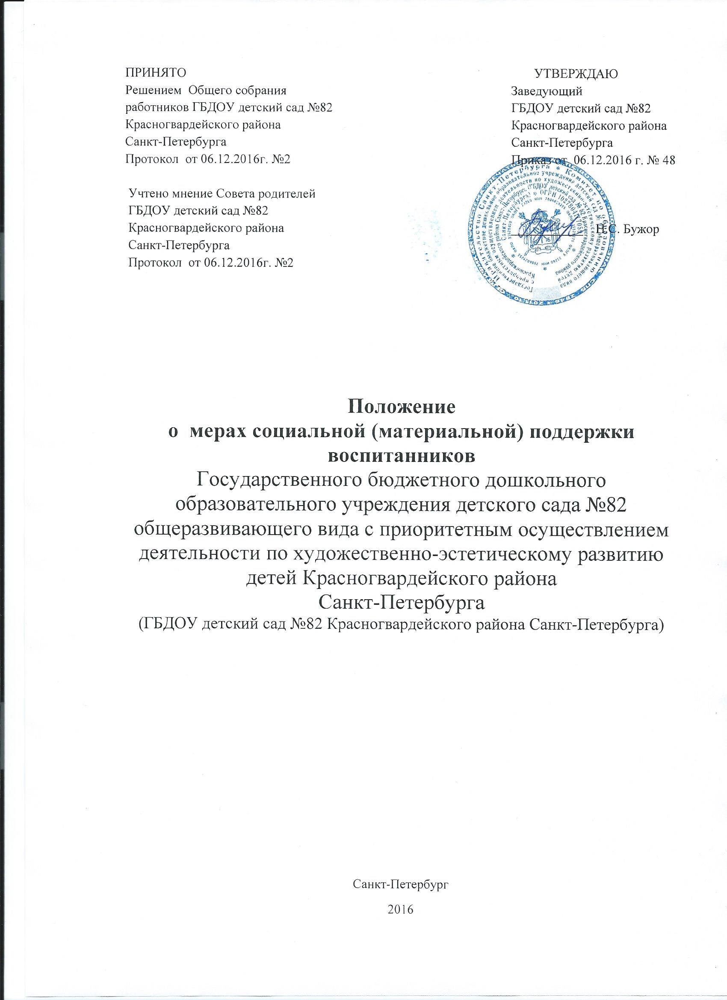 ПРИНЯТО
Решением  Общего собрания
работников ГБДОУ детский сад №82
Красногвардейского района
Санкт-Петербурга
Протокол  от 06.12.2016г. №2
Учтено мнение Совета родителей
ГБДОУ детский сад №82
Красногвардейского района
Санкт-Петербурга
Протокол  от 06.12.2016г. №2
УТВЕРЖДАЮ
Заведующий
ГБДОУ детский сад №82
Красногвардейского района
Санкт-Петербурга
Приказ от  06.12.2016 г. № 48
Н.С. Бужор
Положение
о  мерах социальной (материальной) поддержки
воспитанников
Государственного бюджетного дошкольного
образовательного учреждения детского сада №82
общеразвивающего вида с приоритетным осуществлением
деятельности по художественно-эстетическому развитию
детей Красногвардейского района
Санкт-Петербурга
(ГБДОУ детский сад №82 Красногвардейского района Санкт-Петербурга)
Санкт-Петербург
2016